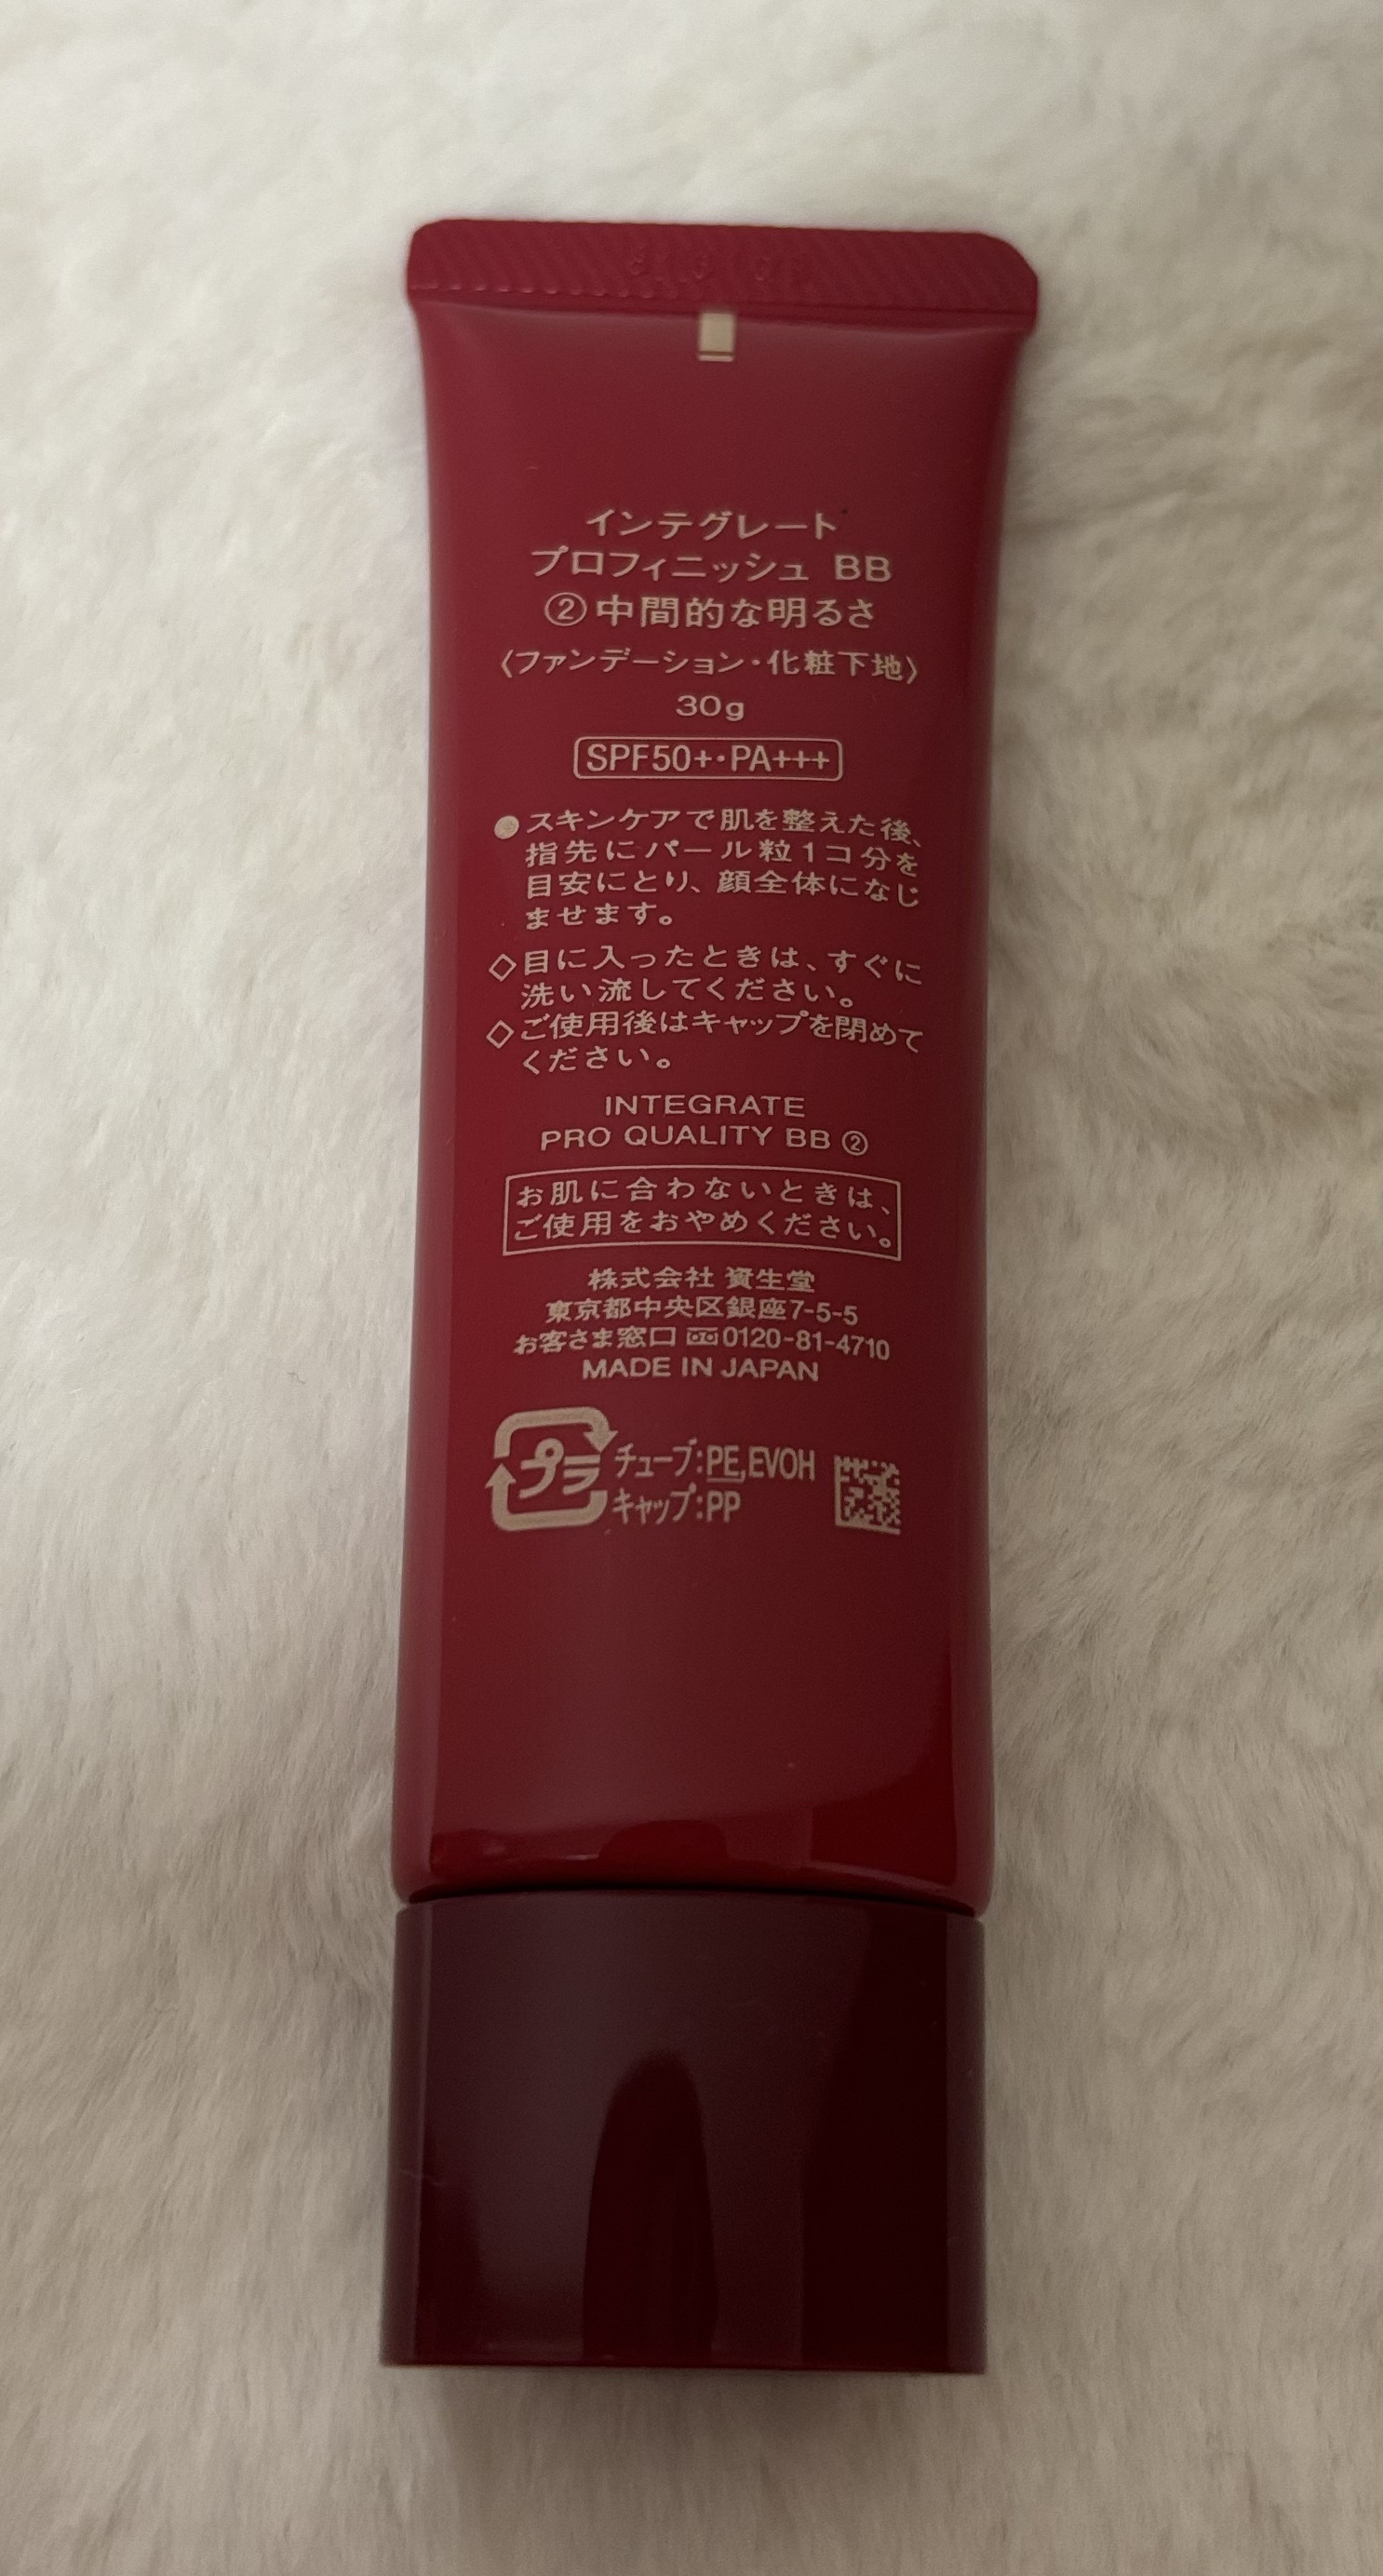 インテグレート
プロフィニッシュ BB
②中間的な明るさ
〈ファンデーション・化粧下地〉
30g
SPF50+・PA+++
●スキンケアで肌を整えた後、
指先にパール粒1コ分を
目安にとり、顔全体になじ
ませます。
◇目に入ったときは、すぐに
洗い流してください。
◇ご使用後はキャップを閉めて
ください。
INTEGRATE
PRO QUALITY BB ②
お肌に合わないときは、
ご使用をおやめください。
株式会社 資生堂
東京都中央区銀座7-5-5
お客さま窓口 0120-81-4710
MADE IN JAPAN
プラ チューブ:PE,EVOH
キャップ:PP